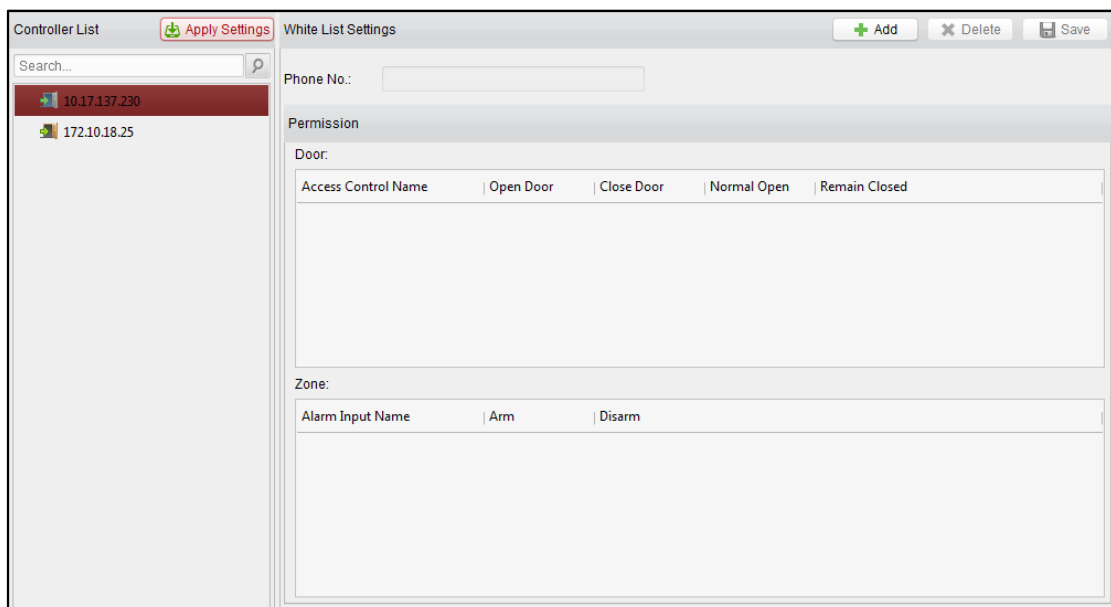 Controller List Apply Settings White List Settings Add Delete Save
Search...
Phone No.:
10.17.137.230
Permission
172.10.18.25
Door:
Access Control Name Open Door Close Door Normal Open Remain Closed
Zone:
Alarm Input Name Arm Disarm